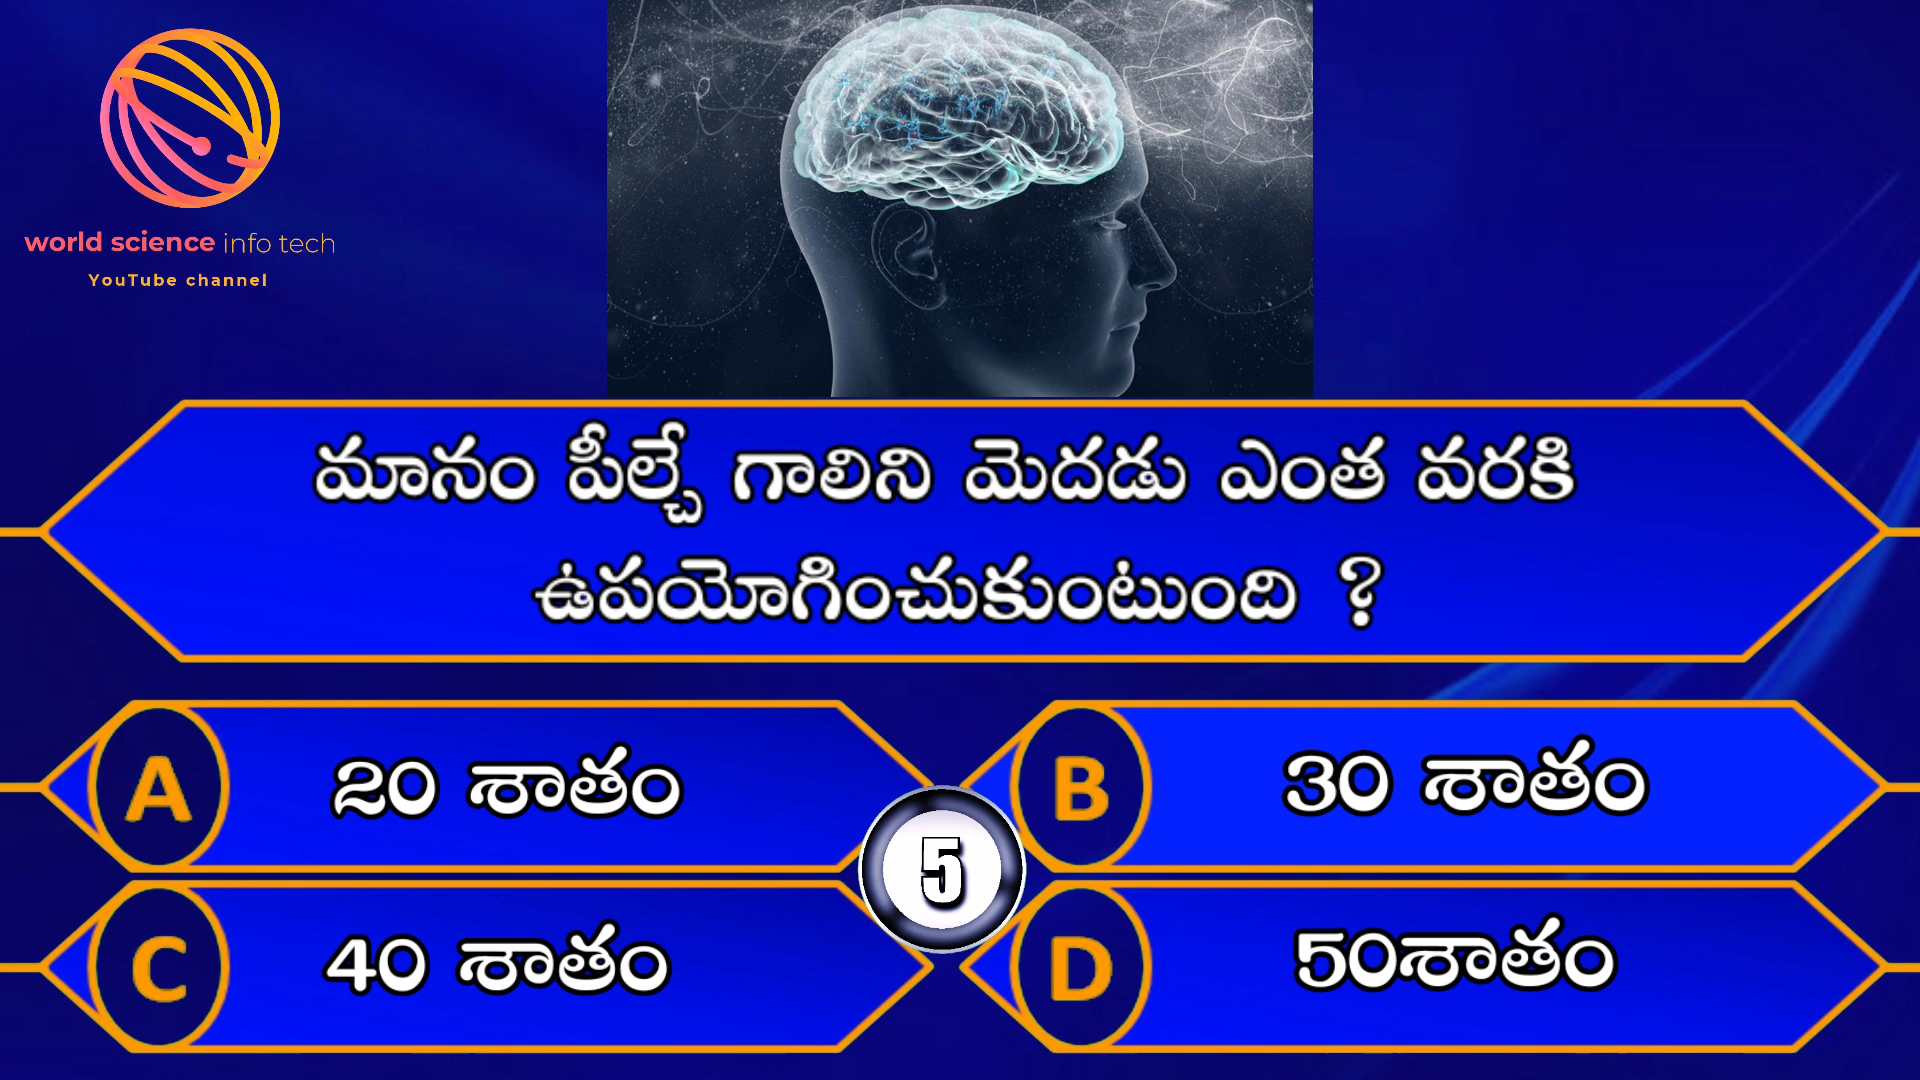 world science info tech
YouTube channel
మానం పీల్చే గాలిని మెదడు ఎంత వరకి
ఉపయోగించుకుంటుంది ?
A 20 శాతం
B 30 శాతం
5
C 40 శాతం
D 50శాతం